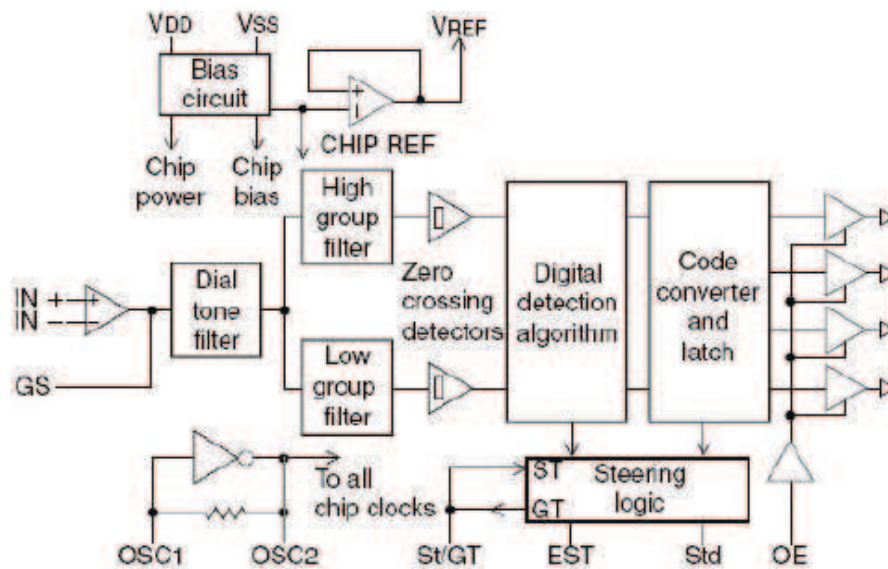 VDD
VSS
VREF
Bias
circuit
+
CHIP REF
Chip
power
Chip
bias
High
group
filter
Zero
crossing
detectors
Digital
detection
algorithm
Code
converter
and
latch
IN +
IN −
+
−
Dial
tone
filter
GS
Low
group
filter
To all
chip clocks
ST
GT
Steering
logic
OSC1
OSC2
St/GT
EST
Std
OE